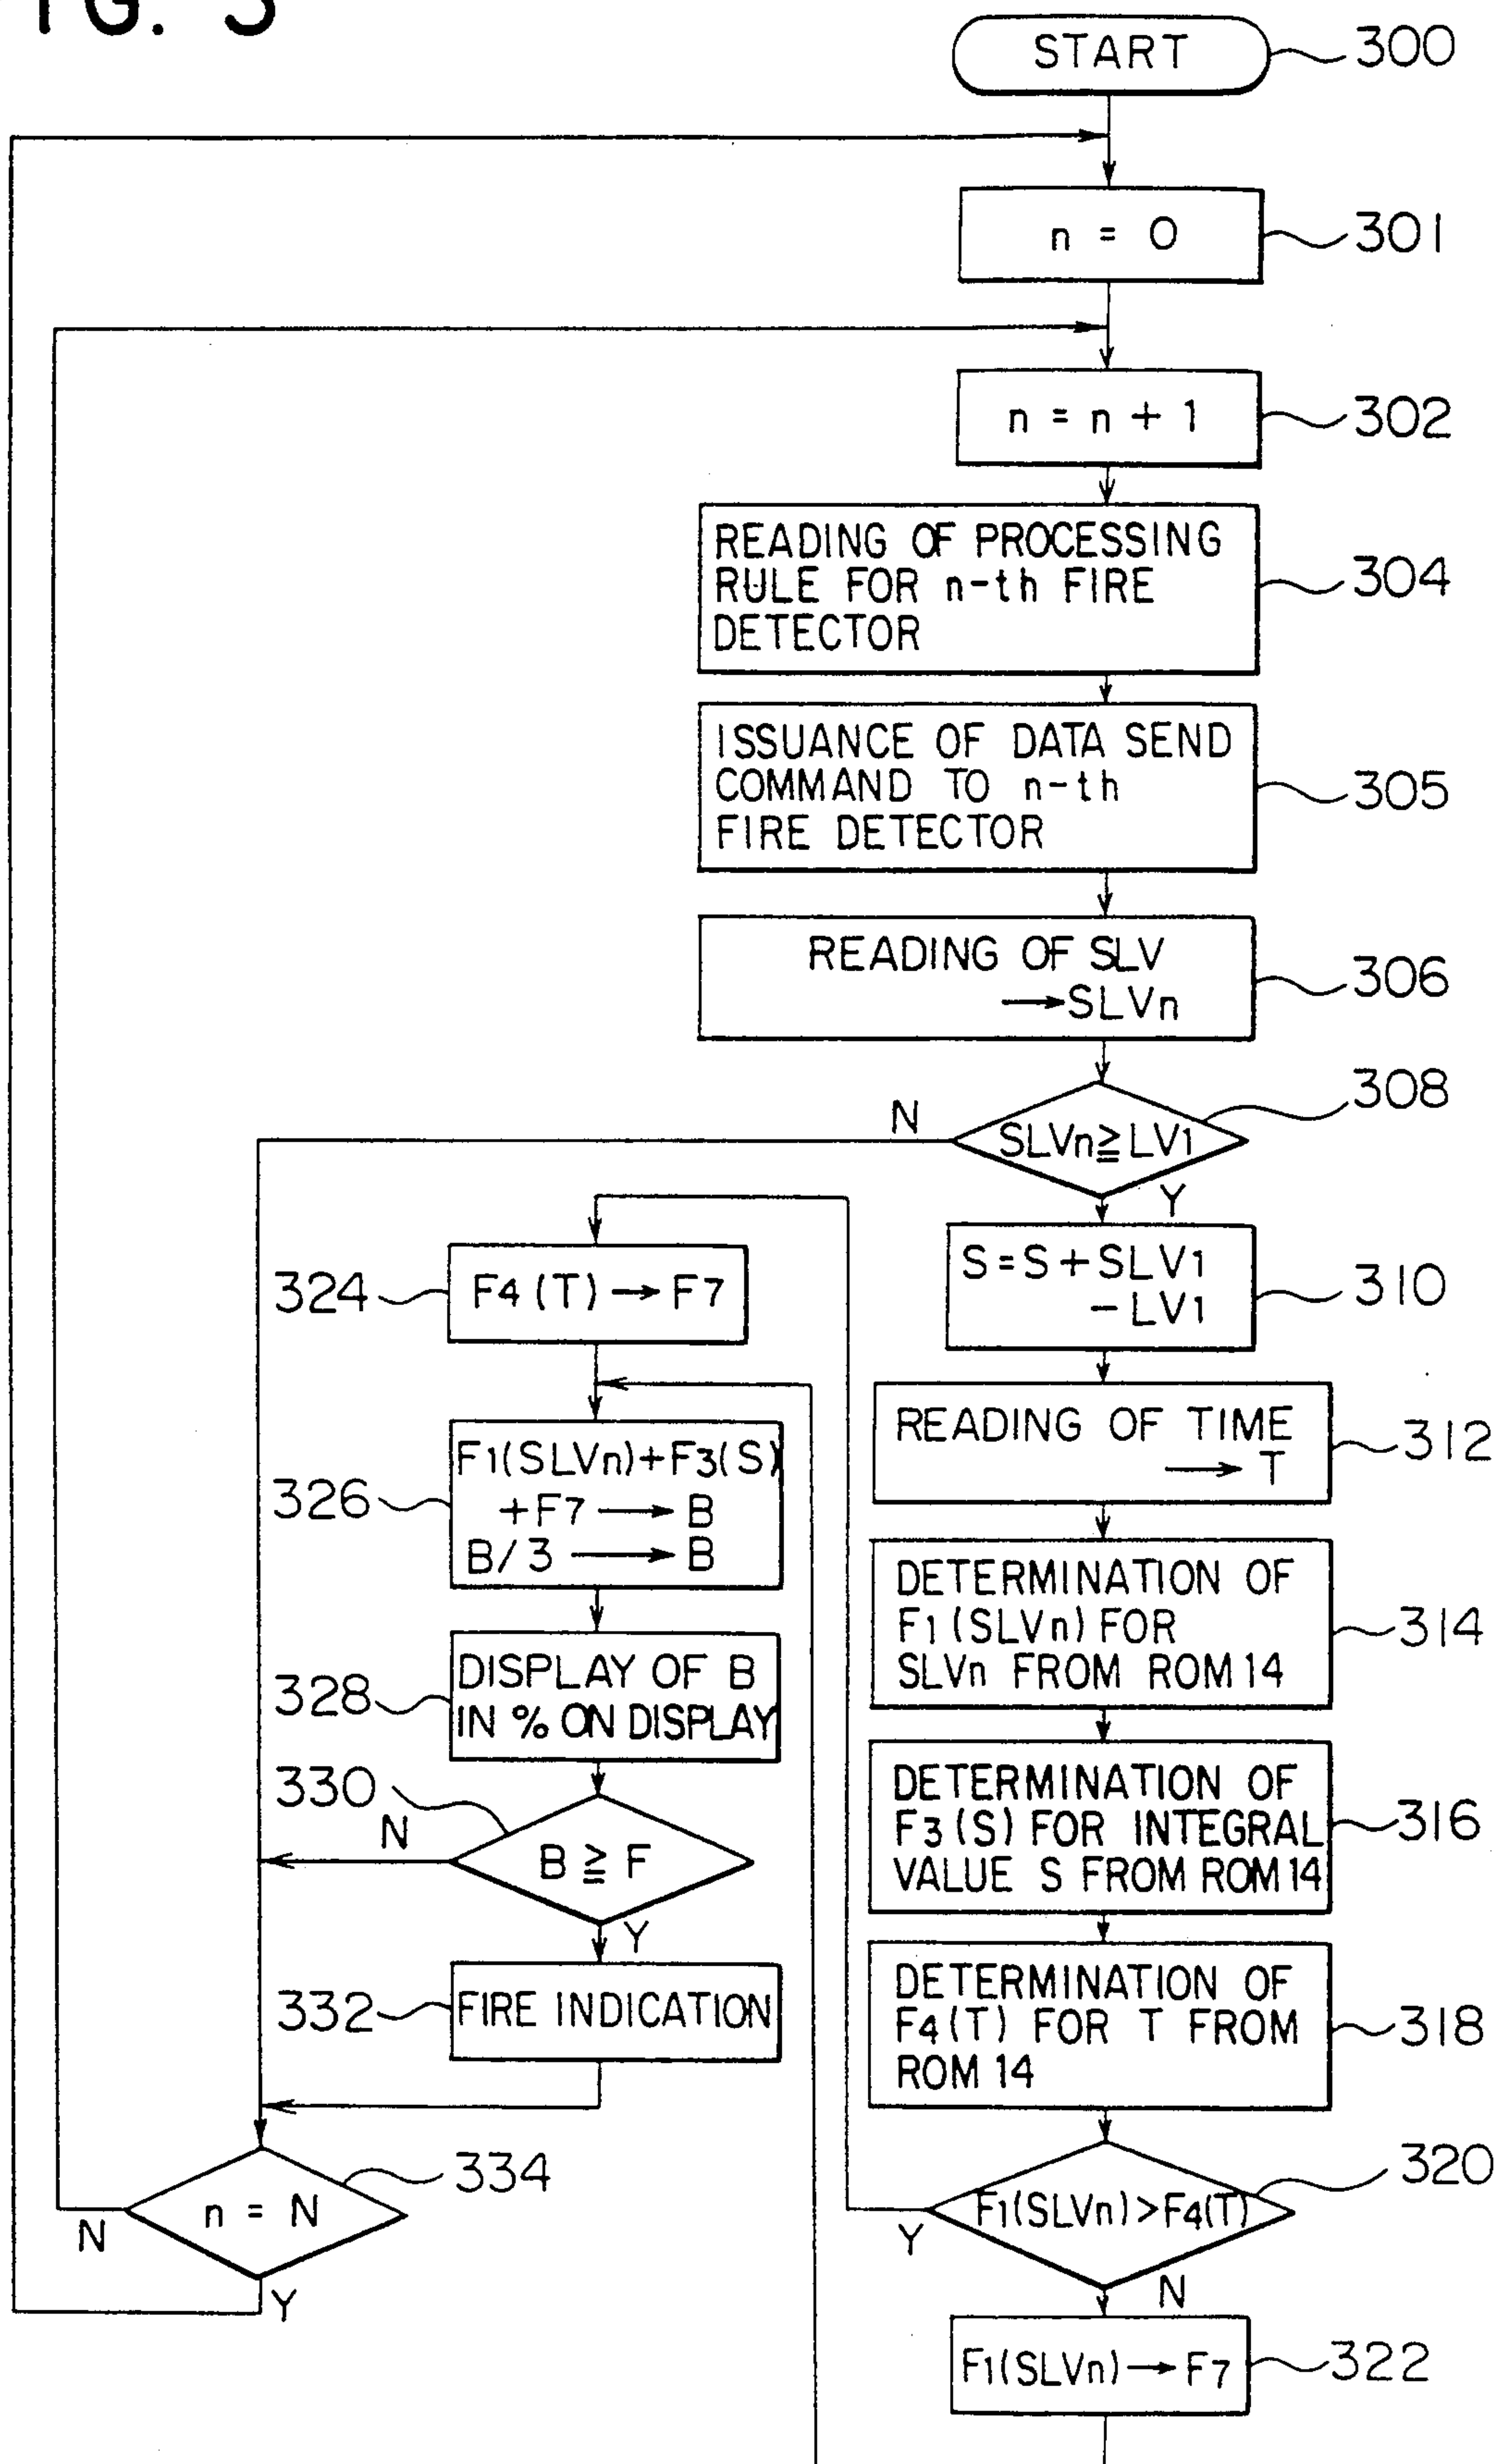 IG. 3
START
300
n = 0
301
n = n + 1
302
READING OF PROCESSING
RULE FOR n-th FIRE
DETECTOR
304
ISSUANCE OF DATA SEND
COMMAND TO n-th
FIRE DETECTOR
305
READING OF SLV
→SLVn
306
308
N
SLVn≧LV1
Y
S=S+SLV1
-LV1
310
READING OF TIME
→ T
312
DETERMINATION OF
F1(SLVn) FOR
SLVn FROM ROM 14
314
DETERMINATION OF
F3(S) FOR INTEGRAL
VALUE S FROM ROM 14
316
DETERMINATION OF
F4(T) FOR T FROM
ROM 14
318
320
F1(SLVn)>F4(T)
Y
N
F1(SLVn)→F7
322
324
F4(T)→F7
326
F1(SLVn)+F3(S)
+F7→B
B/3→B
328
DISPLAY OF B
IN % ON DISPLAY
330
N
B≧F
Y
332
FIRE INDICATION
334
n = N
N
Y